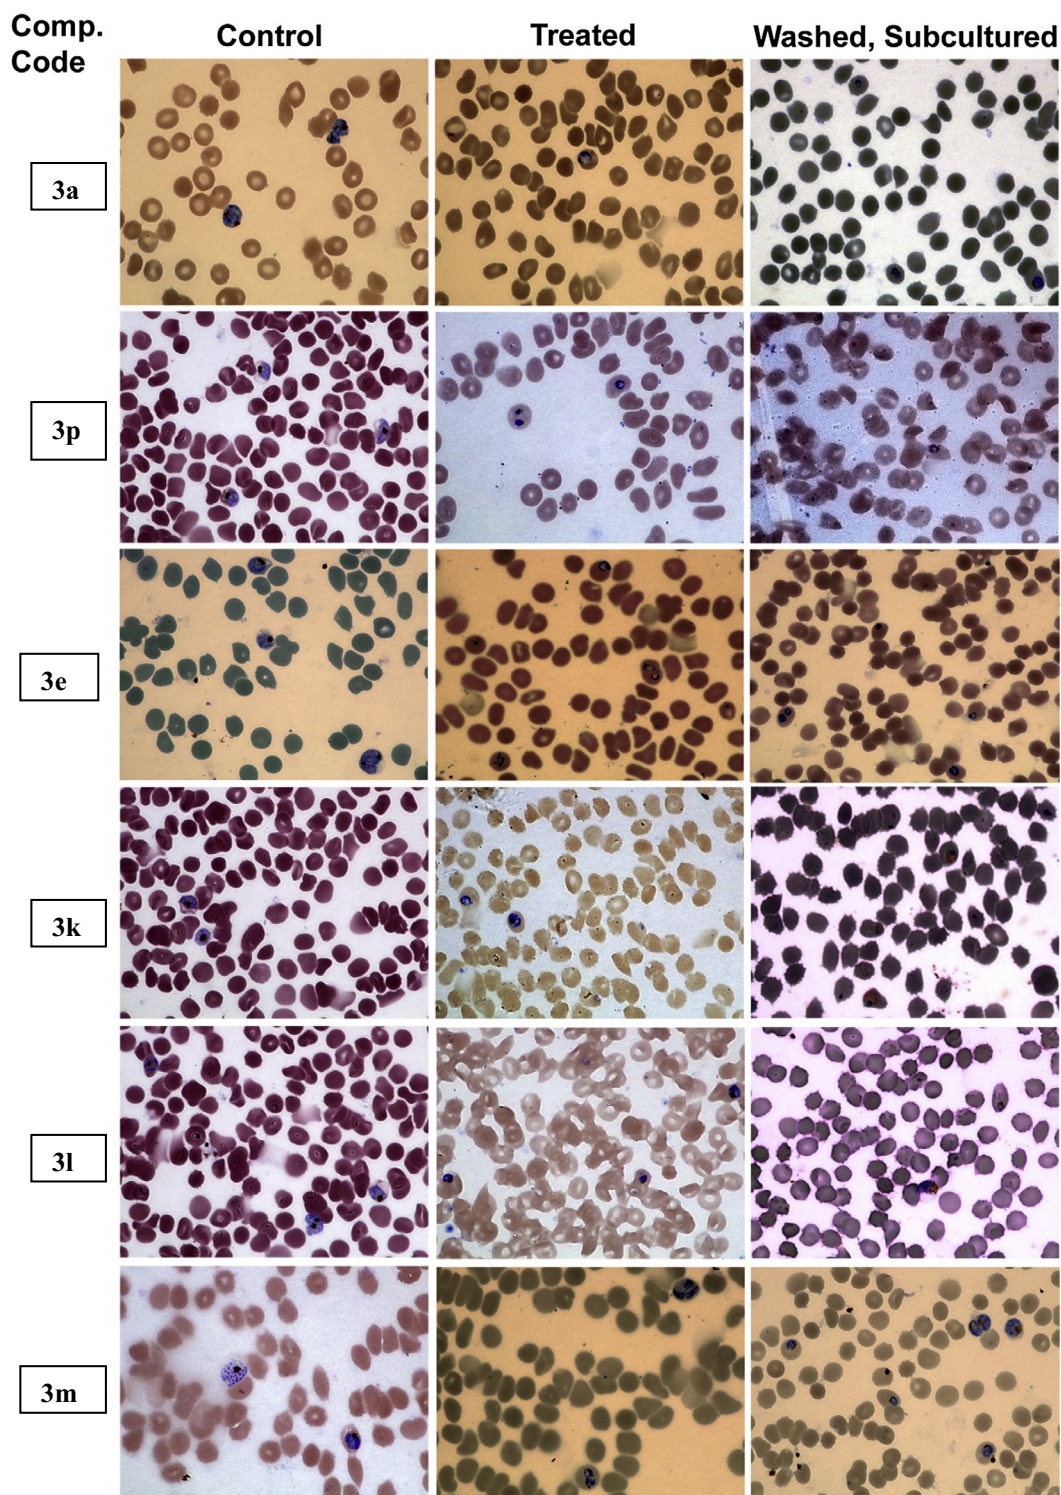 Comp.
Code
Control
Treated
Washed, Subcultured
3a
3p
3e
3k
3l
3m